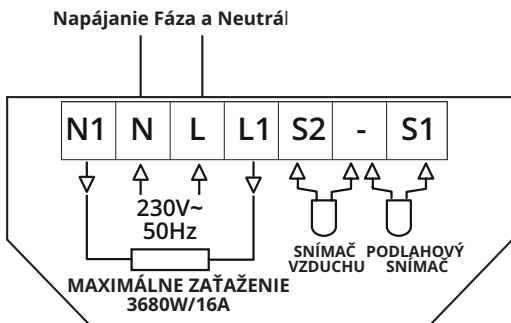 Napájanie Fáza a Neutrál
N1 N L L1 S2 - S1
230V~
50Hz
SNÍMAČ
VZDUCHU
PODLAHOVÝ
SNÍMAČ
MAXIMÁLNE ZAŤAŽENIE
3680W/16A